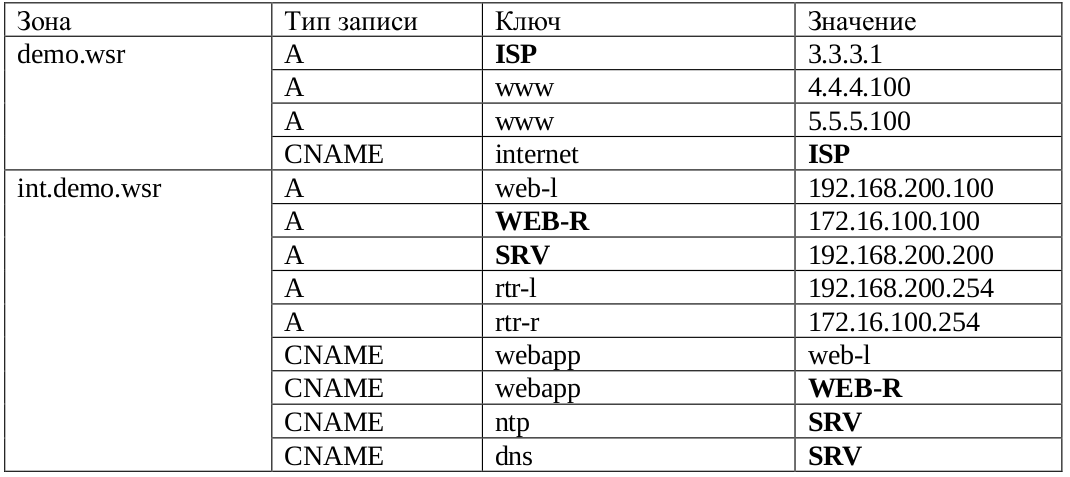 Зона Тип записи Ключ Значение
demo.wsr A ISP 3.3.3.1
A www 4.4.4.100
A www 5.5.5.100
CNAME internet ISP
int.demo.wsr A web-l 192.168.200.100
A WEB-R 172.16.100.100
A SRV 192.168.200.200
A rtr-l 192.168.200.254
A rtr-r 172.16.100.254
CNAME webapp web-l
CNAME webapp WEB-R
CNAME ntp SRV
CNAME dns SRV